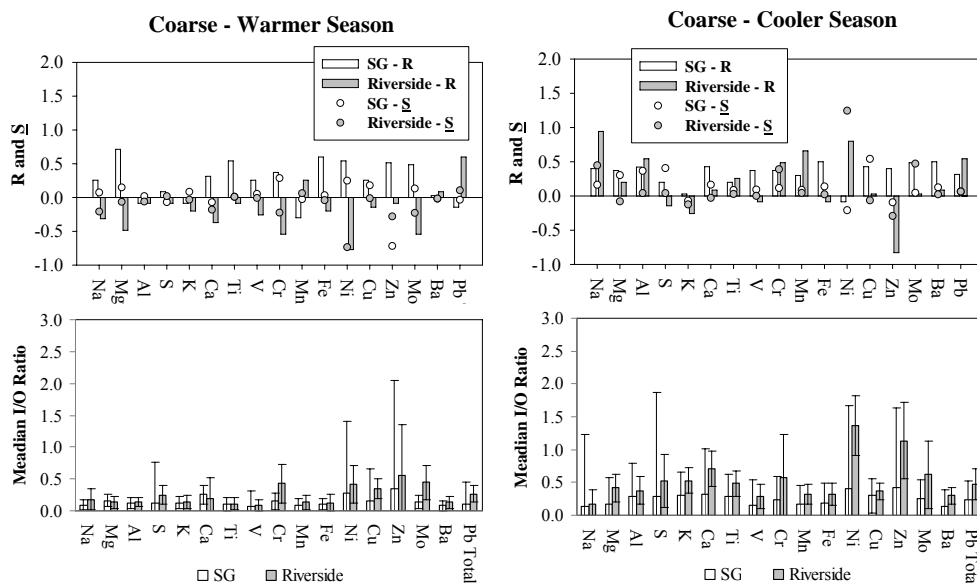 Coarse - Warmer Season
2.0
1.5
1.0
0.5
0.0
-0.5
-1.0
R and S
SG - R
Riverside - R
SG - S
Riverside - S
Na Mg Al S K Ca Ti V Cr Mn Fe Ni Cu Zn Mo Ba Pb
Coarse - Cooler Season
2.0
1.5
1.0
0.5
0.0
-0.5
-1.0
R and S
SG - R
Riverside - R
SG - S
Riverside - S
Na Mg Al S K Ca Ti V Cr Mn Fe Ni Cu Zn Mo Ba Pb
3.0
2.5
2.0
1.5
1.0
0.5
0.0
Meadian I/O Ratio
Na Mg Al S K Ca Ti V Cr Mn Fe Ni Cu Zn Mo Ba Pb Total
SG Riverside
3.0
2.5
2.0
1.5
1.0
0.5
0.0
Meadian I/O Ratio
Na Mg Al S K Ca Ti V Cr Mn Fe Ni Cu Zn Mo Ba Pb Total
SG Riverside